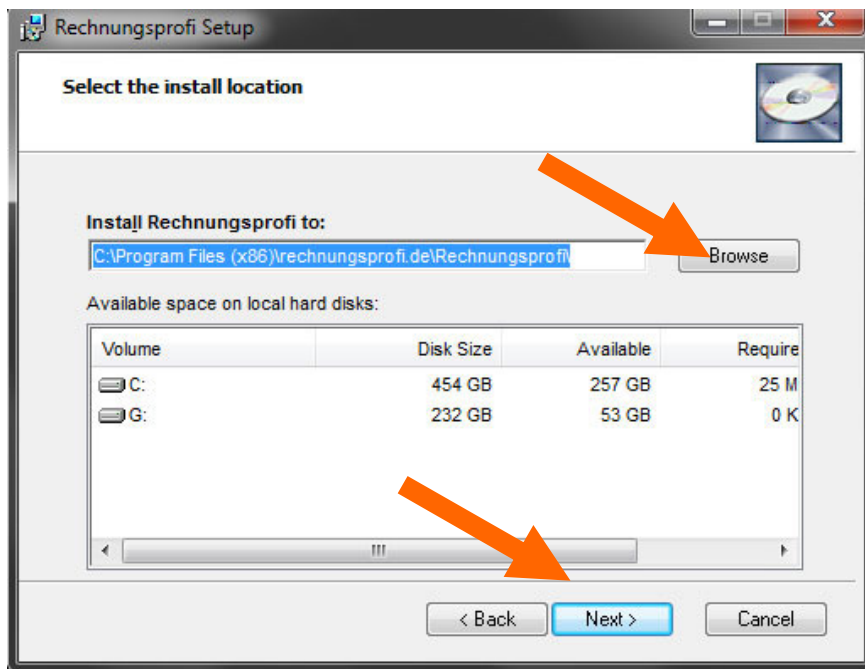 Rechnungsprofi Setup
Select the install location
Install Rechnungsprofi to:
C:\Program Files (x86)\rechnungsprofi.de\Rechnungsprofi\
Browse
Available space on local hard disks:
Volume Disk Size Available Require
C: 454 GB 257 GB 25 M
G: 232 GB 53 GB 0 K
< Back Next > Cancel